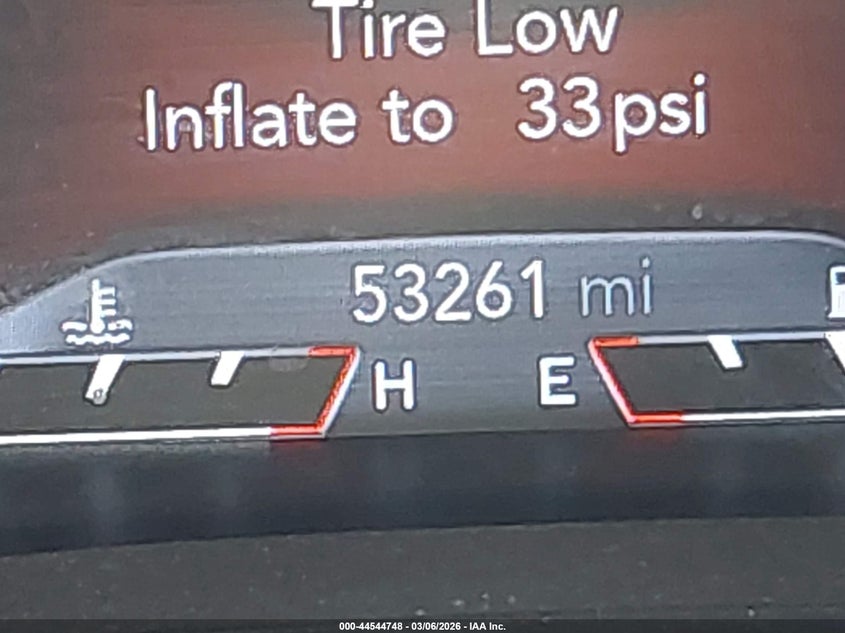 Tire Low
Inflate to 33psi
53261 mi
H E
000-44544748 - 03/06/2026 - IAA Inc.